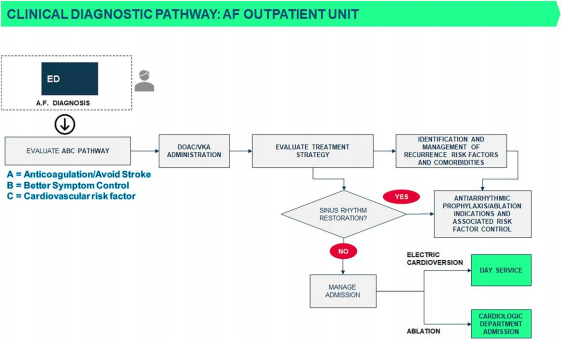 CLINICAL DIAGNOSTIC PATHWAY: AF OUTPATIENT UNIT
ED
A.F. DIAGNOSIS
EVALUATE ABC PATHWAY
DOAC/VKA
ADMINISTRATION
EVALUATE TREATMENT
STRATEGY
IDENTIFICATION AND
MANAGEMENT OF
RECURRENCE RISK FACTORS
AND COMORBIDITIES
A = Anticoagulation/Avoid Stroke
B = Better Symptom Control
C = Cardiovascular risk factor
SINUS RHYTHM
RESTORATION?
YES
ANTIARRHYTHMIC
PROPHYLAXIS/ABLATION
INDICATIONS AND
ASSOCIATED RISK
FACTOR CONTROL
NO
MANAGE
ADMISSION
ELECTRIC
CARDIOVERSION
DAY SERVICE
ABLATION
CARDIOLOGIC
DEPARTMENT
ADMISSION